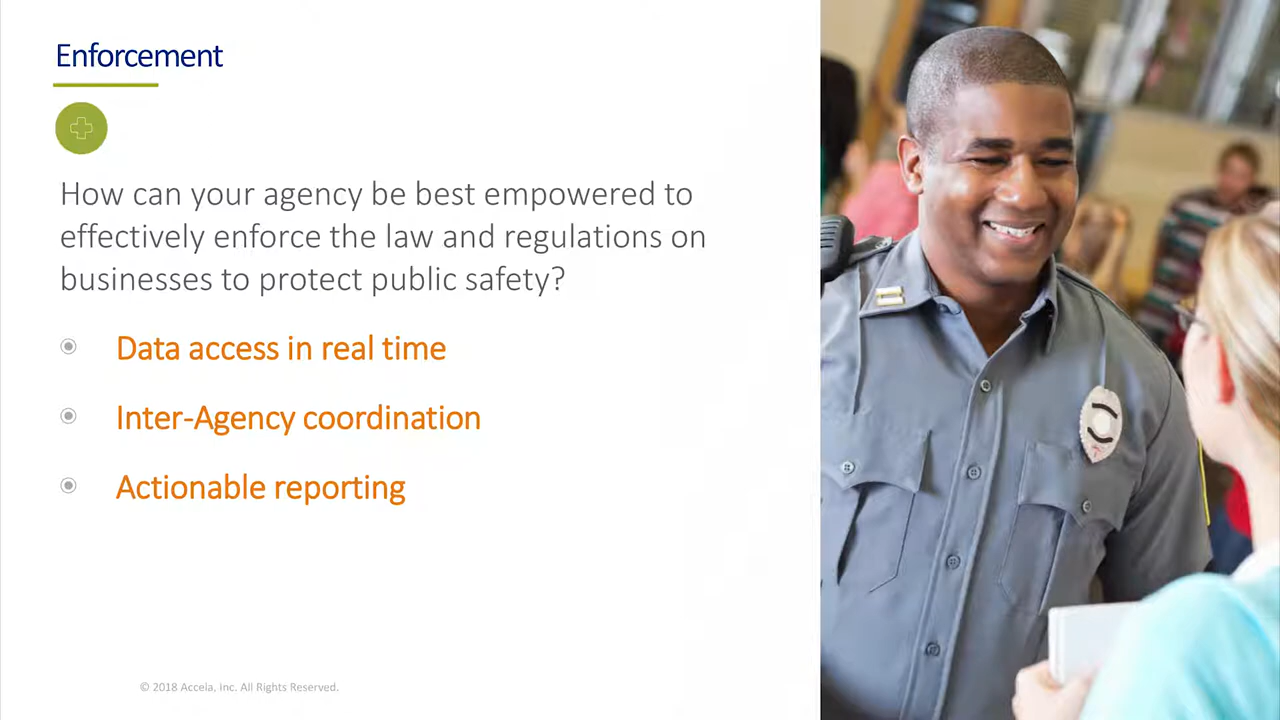 Enforcement
How can your agency be best empowered to
effectively enforce the law and regulations on
businesses to protect public safety?
Data access in real time
Inter-Agency coordination
Actionable reporting
© 2018 Accela, Inc. All Rights Reserved.